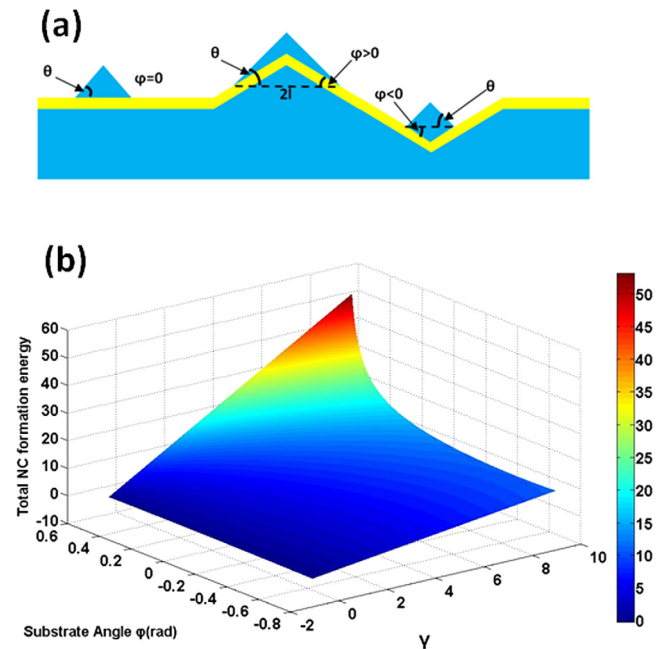 (a)
θ φ=0 θ φ>0 φ<0 θ
2l
(b)
Total NC formation energy
60
50
40
30
20
10
0
-10
0.6 0.4 0.2 0 -0.2 -0.4 -0.6 -0.8
-2 0 2 4 6 8 10
Substrate Angle φ(rad)
γ
50
45
40
35
30
25
20
15
10
5
0